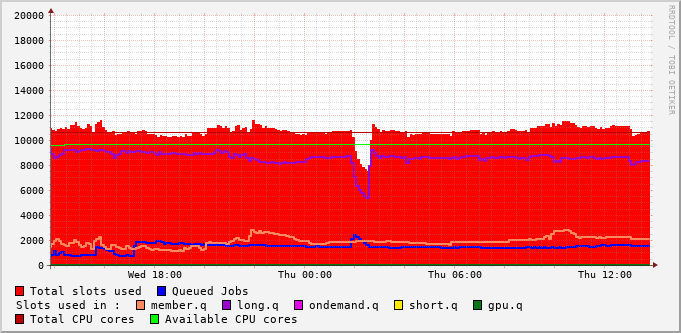 20000
18000
16000
14000
12000
10000
8000
6000
4000
2000
0
Wed 18:00 Thu 00:00 Thu 06:00 Thu 12:00
RRDTOOL / TOBI OETIKER
Total slots used Queued Jobs
Slots used in : member.q long.q ondemand.q short.q gpu.q
Total CPU cores Available CPU cores